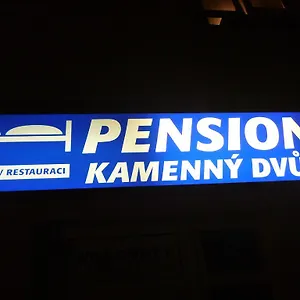 PENSION
KAMENNÝ DVŮ
V RESTAURACI